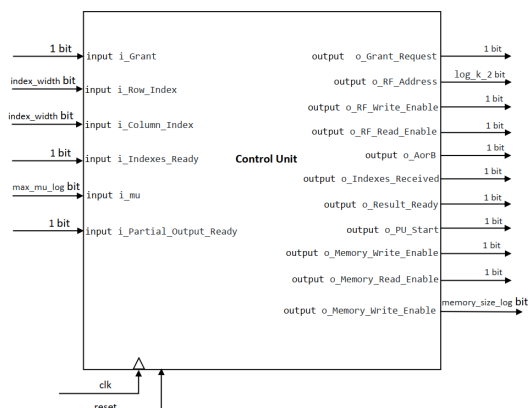 1 bit
input i_Grant
index_width bit
input i_Row_Index
index_width bit
input i_Column_Index
1 bit
input i_Indexes_Ready
max_mu_log bit
input i_mu
1 bit
input i_Partial_Output_Ready
Control Unit
output o_Grant_Request
1 bit
output o_RF_Address
log_k_2 bit
output o_RF_Write_Enable
1 bit
output o_RF_Read_Enable
1 bit
output o_AorB
1 bit
output o_Indexes_Received
1 bit
output o_Result_Ready
1 bit
output o_PU_Start
1 bit
output o_Memory_Write_Enable
1 bit
output o_Memory_Read_Enable
1 bit
output o_Memory_Write_Enable
memory_size_log bit
clk
reset